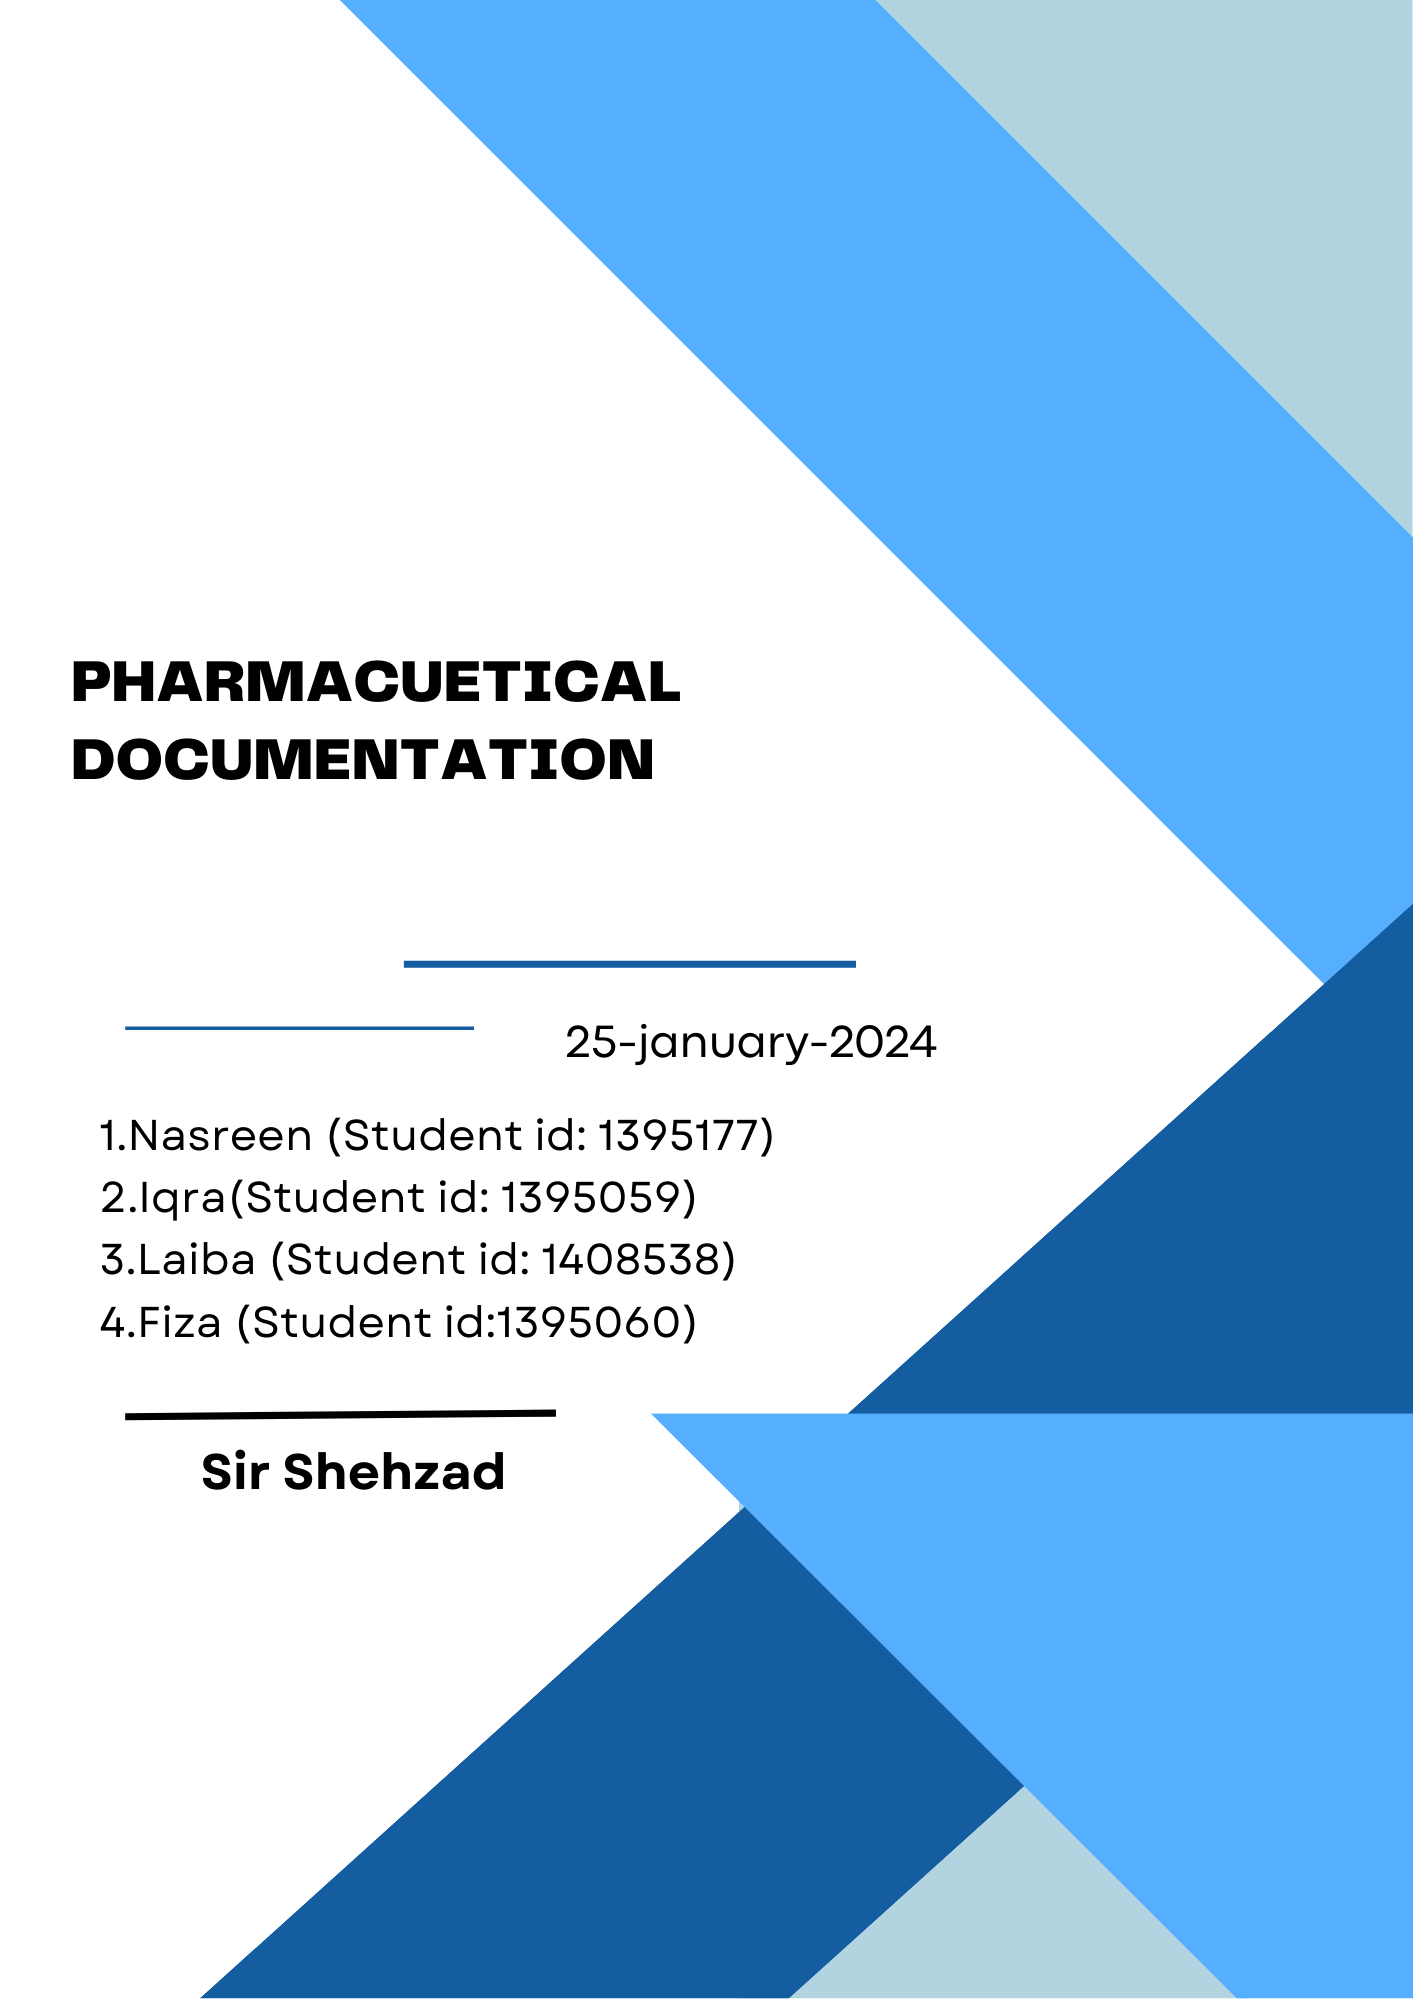 PHARMACUETICAL
DOCUMENTATION
25-january-2024
1.Nasreen (Student id: 1395177)
2.Iqra(Student id: 1395059)
3.Laiba (Student id: 1408538)
4.Fiza (Student id:1395060)
Sir Shehzad